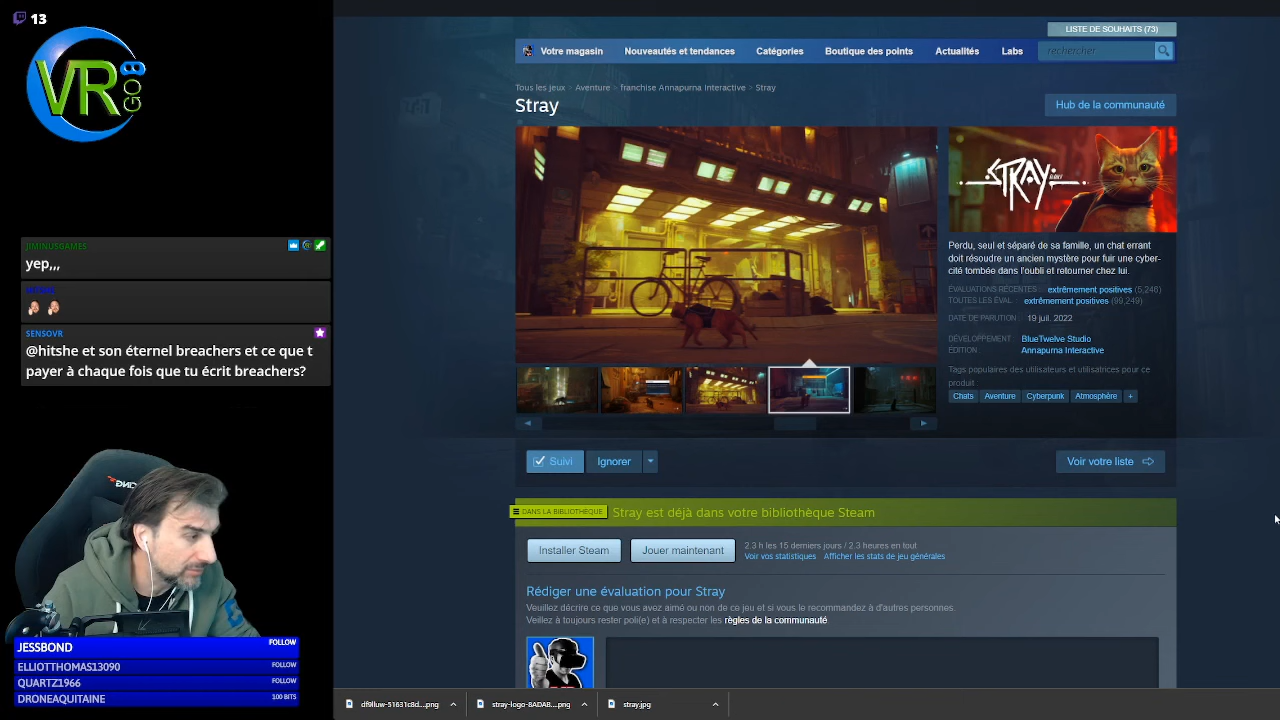 13
VR
GO
JIMINUSGAMES
yep,,,
SENSOVR
@hitshe et son éternel breachers et ce que t
payer à chaque fois que tu écrit breachers?
JESSBOND FOLLOW
ELLIOTTHOMAS13090 FOLLOW
QUARTZ1966 FOLLOW
DRONEAQUITAINE 100 BITS
LISTE DE SOUHAITS (73)
Votre magasin Nouveautés et tendances Catégories Boutique des points Actualités Labs rechercher
Tous les jeux > Aventure > franchise Annapurna Interactive > Stray
Stray
Hub de la communauté
STRAY
Perdu, seul et séparé de sa famille, un chat errant
doit résoudre un ancien mystère pour fuir une cyber-
cité tombée dans l'oubli et retourner chez lui.
ÉVALUATIONS RÉCENTES : extrêmement positives (5,246)
TOUTES LES ÉVAL. : extrêmement positives (99,249)
DATE DE PARUTION : 19 juil. 2022
DÉVELOPPEMENT : BlueTwelve Studio
ÉDITION : Annapurna Interactive
Tags populaires des utilisateurs et utilisatrices pour ce
produit :
Chats Aventure Cyberpunk Atmosphère +
Suivi Ignorer
Voir votre liste
DANS LA BIBLIOTHÈQUE Stray est déjà dans votre bibliothèque Steam
Installer Steam Jouer maintenant
2.3 h les 15 derniers jours / 2.3 heures en tout
Voir vos statistiques Afficher les stats de jeu générales
Rédiger une évaluation pour Stray
Veuillez décrire ce que vous avez aimé ou non de ce jeu et si vous le recommandez à d'autres personnes.
Veillez à toujours rester poli(e) et à respecter les règles de la communauté.
stray-logo-8ADAB....png stray.jpg